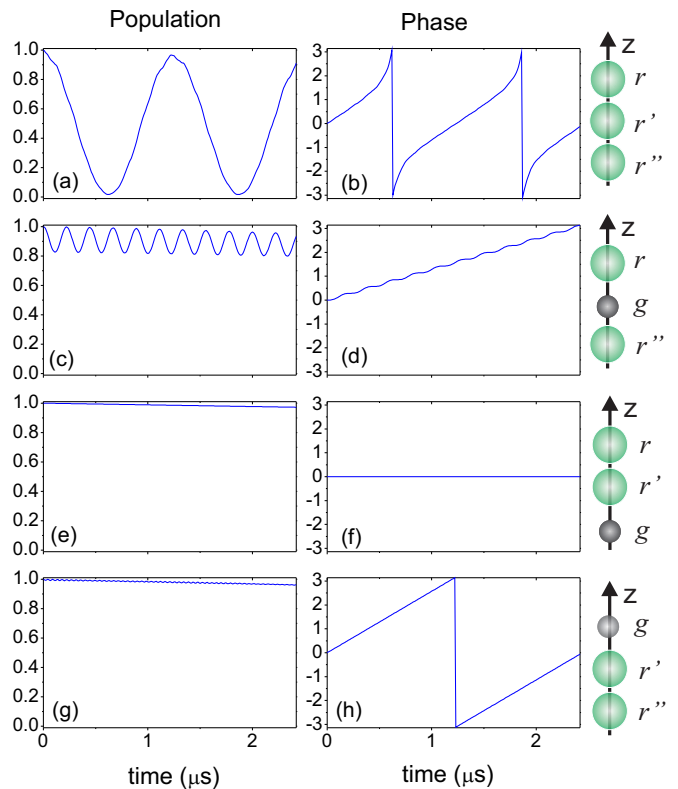 Population Phase
1.0
0.8
0.6
0.4
0.2
0.0
(a)
3
2
1
0
-1
-2
-3
(b)
z
r
r'
r''
1.0
0.8
0.6
0.4
0.2
0.0
(c)
3
2
1
0
-1
-2
-3
(d)
z
r
g
r''
1.0
0.8
0.6
0.4
0.2
0.0
(e)
3
2
1
0
-1
-2
-3
(f)
z
r
r'
g
1.0
0.8
0.6
0.4
0.2
0.0
(g)
0 1 2
3
2
1
0
-1
-2
-3
(h)
0 1 2
z
g
r'
r''
time (μs) time (μs)